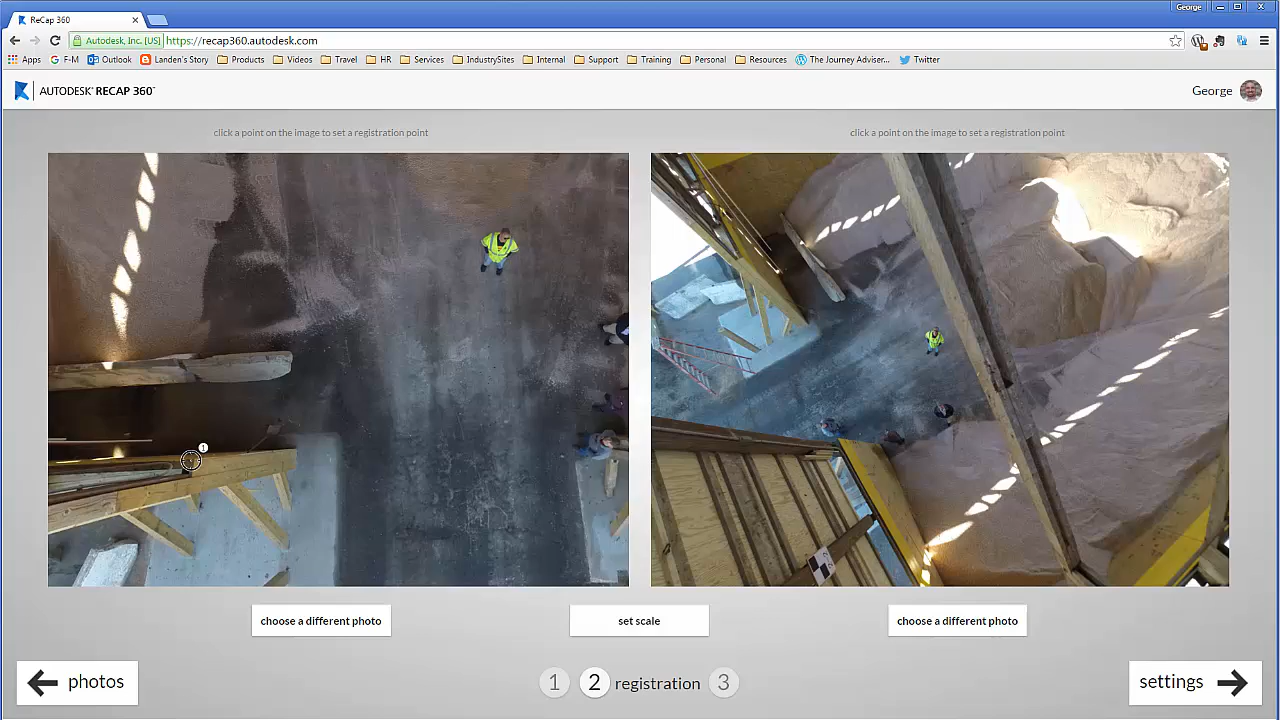 George
ReCap 360
Autodesk, Inc. [US] https://recap360.autodesk.com
Apps F-M Outlook Landen's Story Products Videos Travel HR Services IndustrySites Internal Support Training Personal Resources The Journey Adviser... Twitter
AUTODESK® RECAP 360™ George
click a point on the image to set a registration point click a point on the image to set a registration point
1
choose a different photo set scale choose a different photo
photos 1 2 registration 3 settings